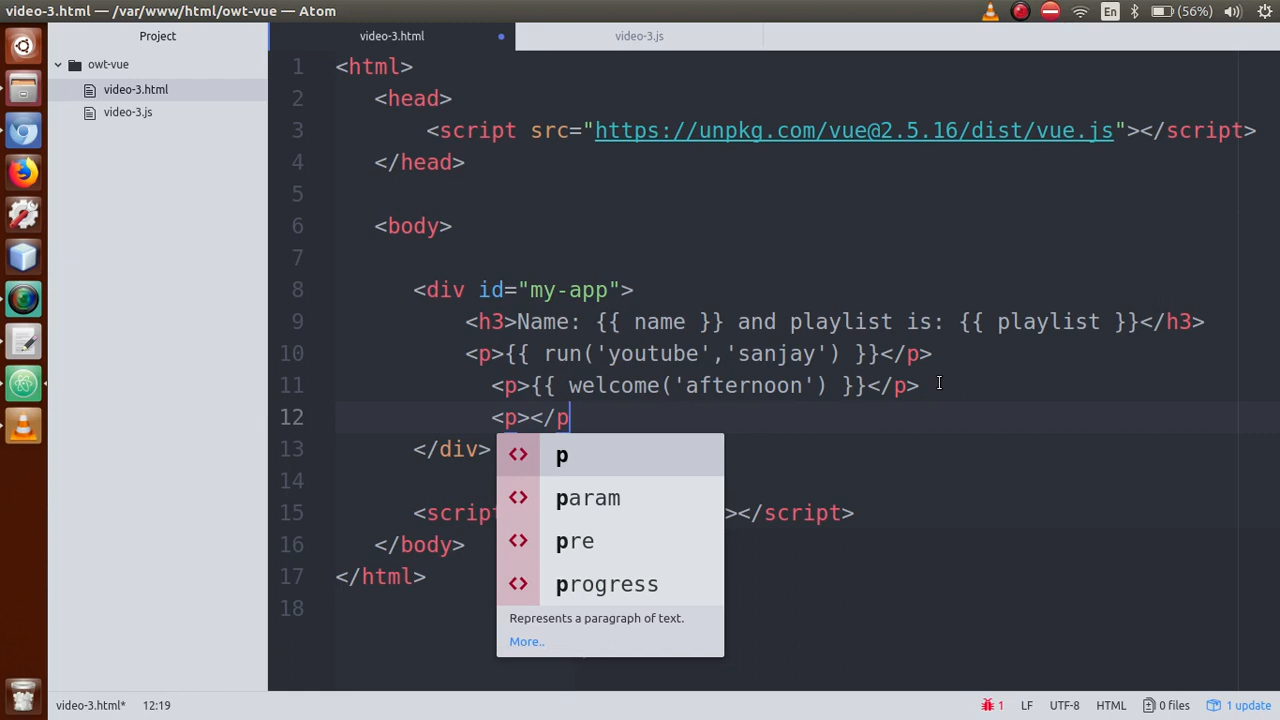 video-3.html — /var/www/html/owt-vue — Atom
En
(56%)
Project
video-3.html
video-3.js
owt-vue
video-3.html
video-3.js
1 <html>
2 <head>
3 <script src="https://unpkg.com/vue@2.5.16/dist/vue.js"></script>
4 </head>
5
6 <body>
7
8 <div id="my-app">
9 <h3>Name: {{ name }} and playlist is: {{ playlist }}</h3>
10 <p>{{ run('youtube','sanjay') }}</p>
11 <p>{{ welcome('afternoon') }}</p>
12 <p></p
13 </div>
14
15 <script ></script>
16 </body>
17 </html>
18
<> p
<> param
<> pre
<> progress
Represents a paragraph of text.
More..
video-3.html* 12:19
1 LF UTF-8 HTML 0 files 1 update